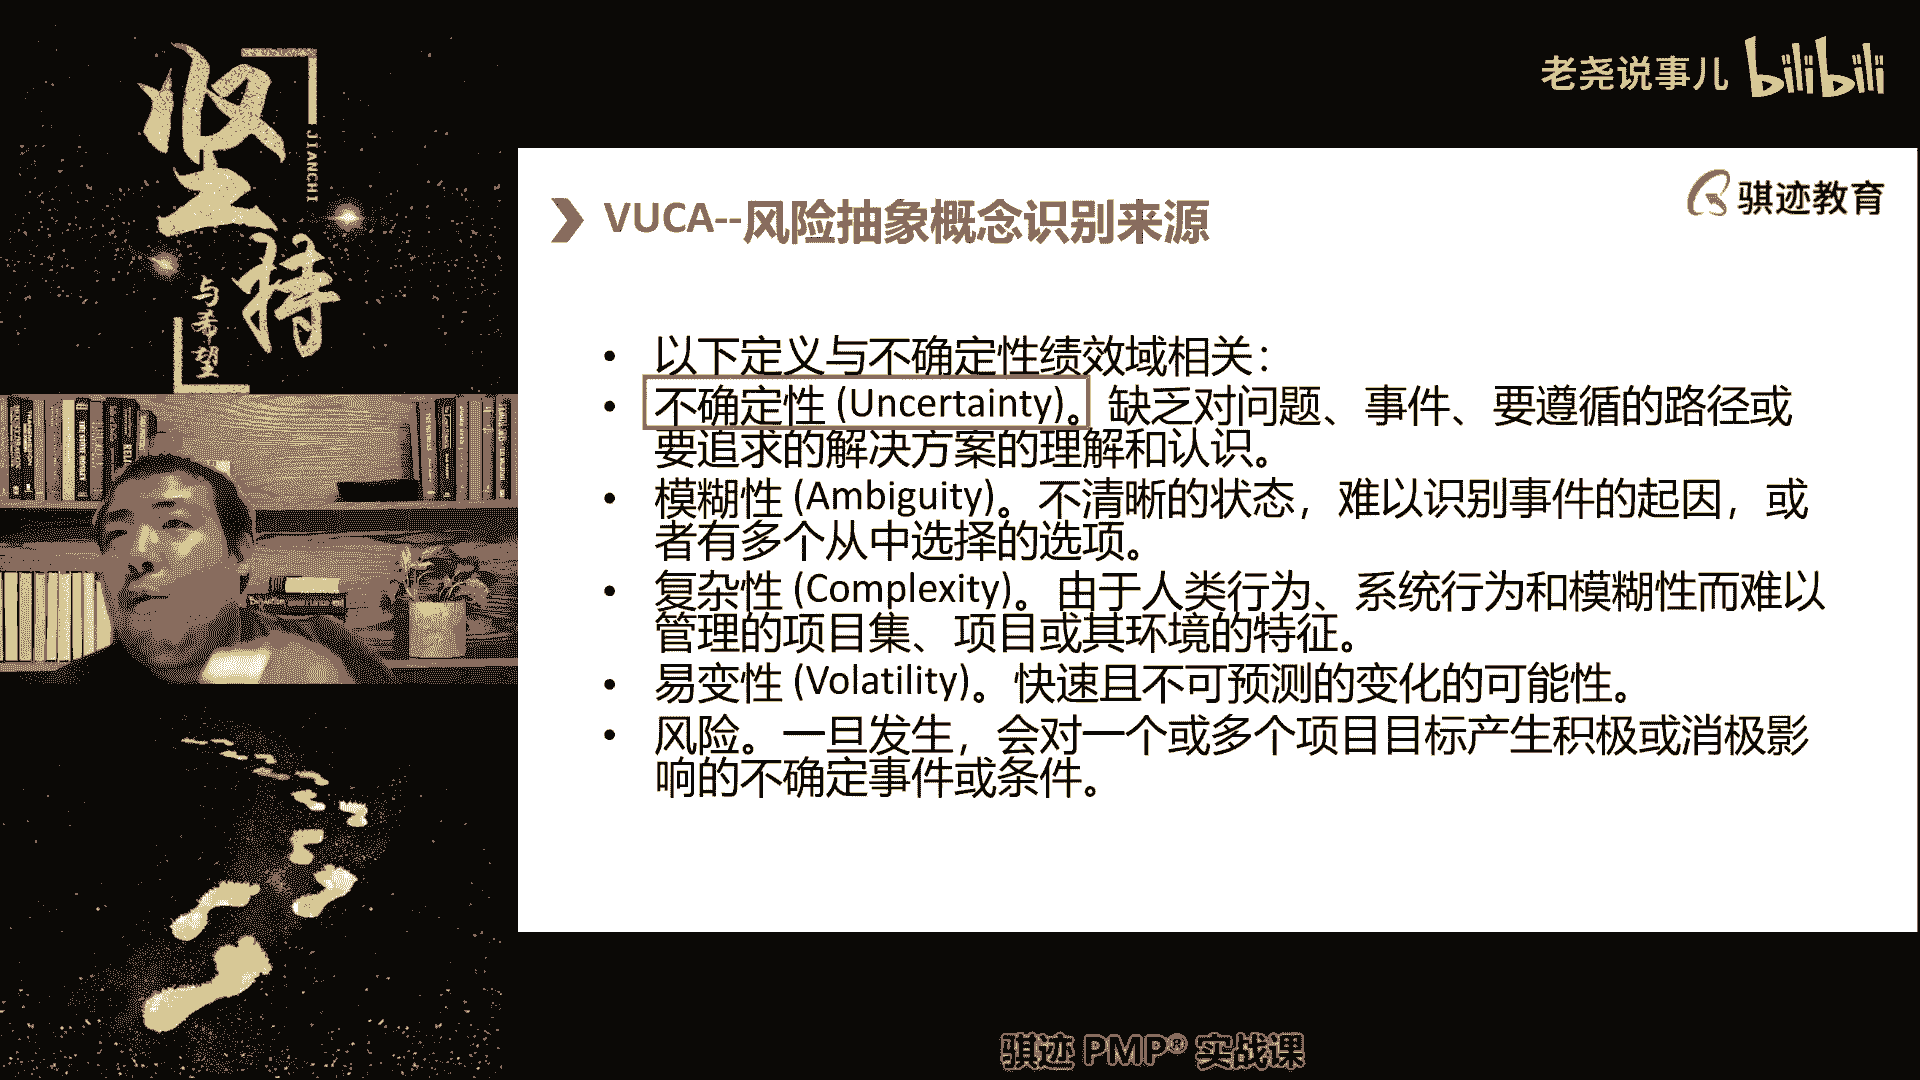 坚
持
与希望
JIANCHI
老尧说事儿 bilibili
骐迹教育
VUCA--风险抽象概念识别来源
• 以下定义与不确定性绩效域相关：
• 不确定性 (Uncertainty)。缺乏对问题、事件、要遵循的路径或
要追求的解决方案的理解和认识。
• 模糊性 (Ambiguity)。不清晰的状态，难以识别事件的起因，或
者有多个从中选择的选项。
• 复杂性 (Complexity)。由于人类行为、系统行为和模糊性而难以
管理的项目集、项目或其环境的特征。
• 易变性 (Volatility)。快速且不可预测的变化的可能性。
• 风险。一旦发生，会对一个或多个项目目标产生积极或消极影
响的不确定事件或条件。
骐迹 PMP® 实战课